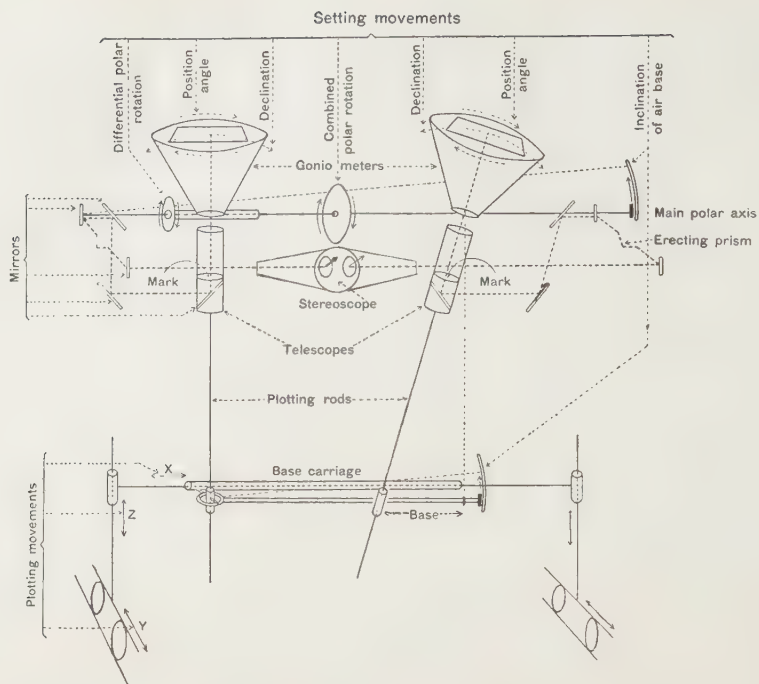 Setting movements
Differential polar
rotation
Position
angle
Declination
Combined
polar rotation
Declination
Position
angle
Inclination
of air base
Gonio meters
Main polar axis
Erecting prism
Mirrors
Mark
Mark
Stereoscope
Telescopes
Plotting rods
Plotting movements
X
Base carriage
Z
Base
Y